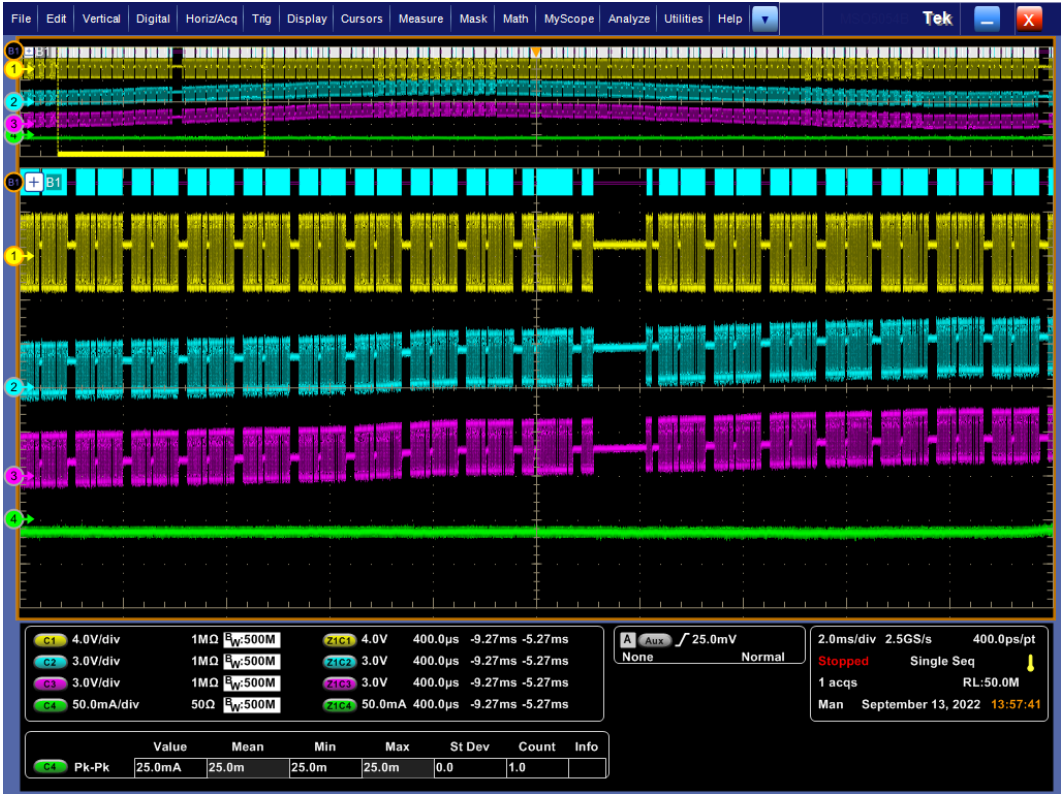 File Edit Vertical Digital Horiz/Acq Trig Display Cursors Measure Mask Math MyScope Analyze Utilities Help Tek X
B1 B1
1
2
3
4
B1 + B1
1
2
3
4
C1 4.0V/div 1MΩ BW:500M Z1C1 4.0V 400.0µs -9.27ms -5.27ms
C2 3.0V/div 1MΩ BW:500M Z1C2 3.0V 400.0µs -9.27ms -5.27ms
C3 3.0V/div 1MΩ BW:500M Z1C3 3.0V 400.0µs -9.27ms -5.27ms
C4 50.0mA/div 50Ω BW:500M Z1C4 50.0mA 400.0µs -9.27ms -5.27ms
A Aux 25.0mV
None Normal
2.0ms/div 2.5GS/s 400.0ps/pt
Stopped Single Seq
1 acqs RL:50.0M
Man September 13, 2022 13:57:41
Value Mean Min Max St Dev Count Info
C4 Pk-Pk 25.0mA 25.0m 25.0m 25.0m 0.0 1.0